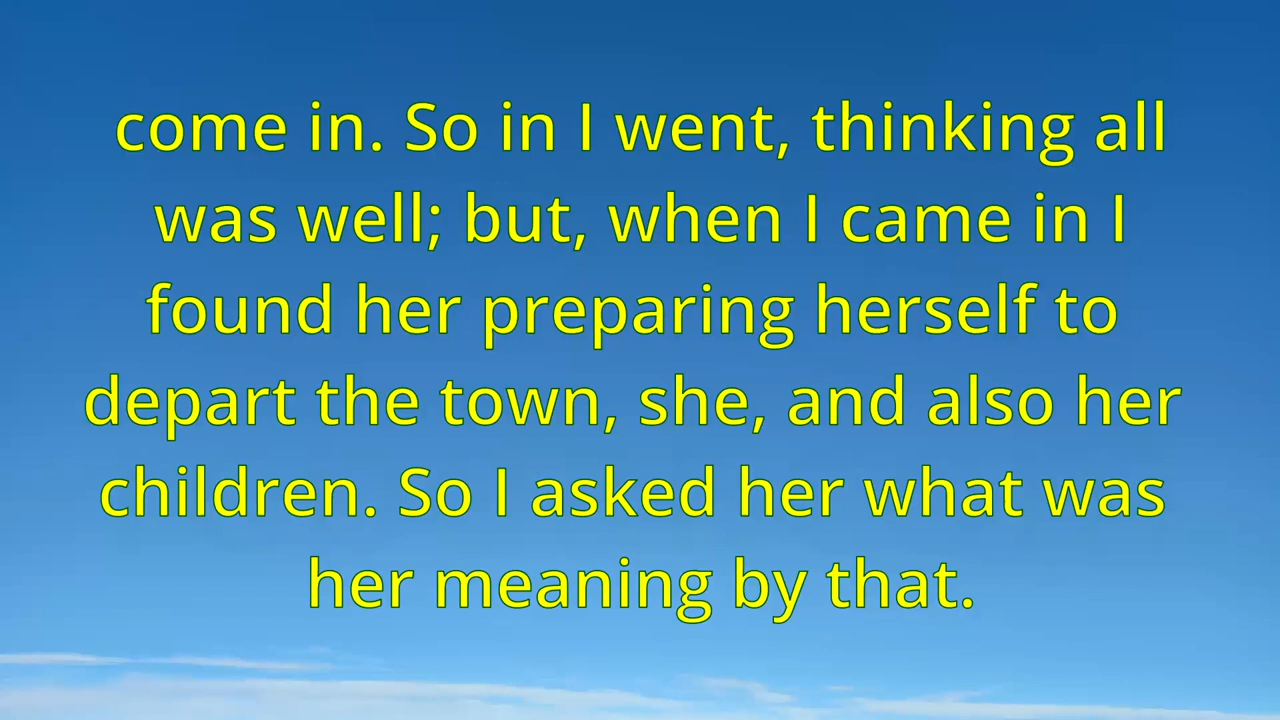 come in. So in I went, thinking all
was well; but, when I came in I
found her preparing herself to
depart the town, she, and also her
children. So I asked her what was
her meaning by that.